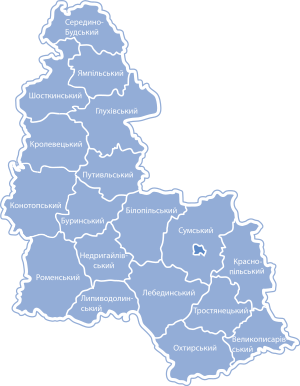 Середино-
Будський
Ямпільський
Шосткинський
Глухівський
Кролевецький
Путивльський
Конотопський
Білопільський
Буринський
Сумський
Недригайлів-
ський
Красно-
пільський
Роменський
Липоводолин-
ський
Лебединський
Тростянецький
Великописарів-
ський
Охтирський